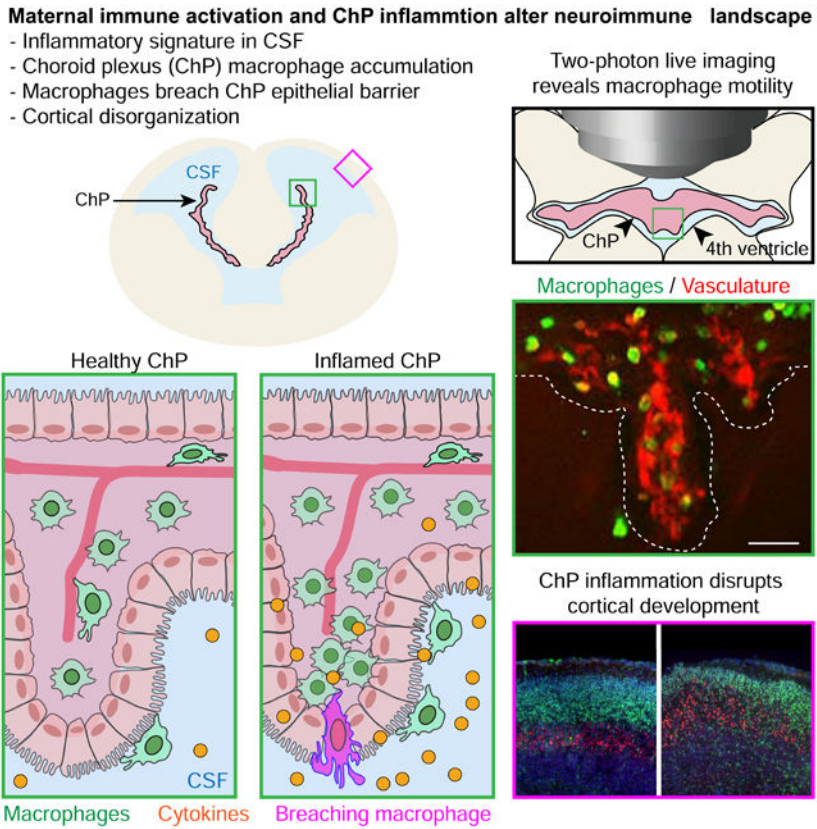 Maternal immune activation and ChP inflammtion alter neuroimmune landscape
- Inflammatory signature in CSF
- Choroid plexus (ChP) macrophage accumulation
- Macrophages breach ChP epithelial barrier
- Cortical disorganization
CSF
ChP
Two-photon live imaging
reveals macrophage motility
ChP
4th ventricle
Macrophages / Vasculature
Healthy ChP
Inflamed ChP
CSF
Macrophages
Cytokines
Breaching macrophage
ChP inflammation disrupts
cortical development